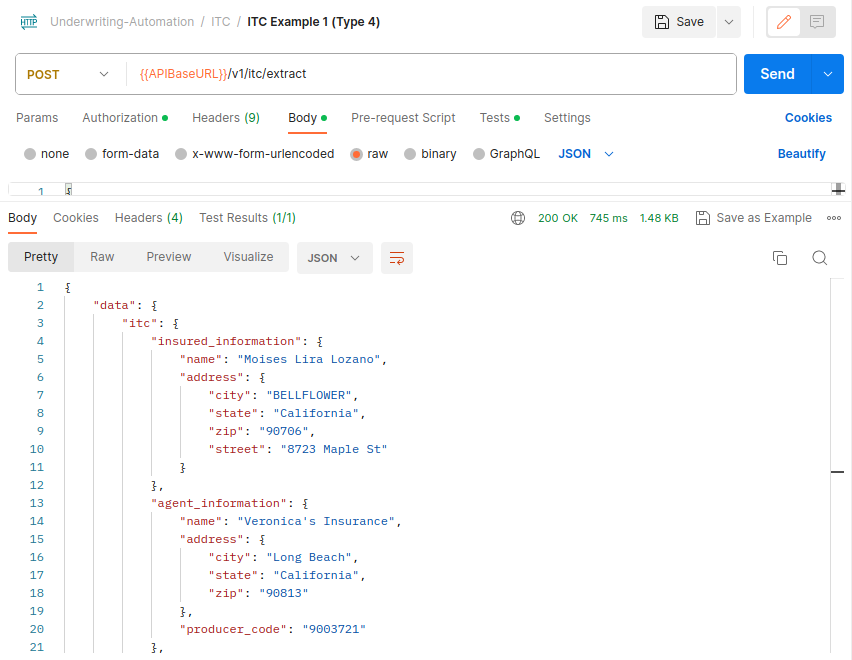 HTTP Underwriting-Automation / ITC / ITC Example 1 (Type 4) Save
POST {{APIBaseURL}}/v1/itc/extract Send
Params Authorization Headers (9) Body Pre-request Script Tests Settings Cookies
none form-data x-www-form-urlencoded raw binary GraphQL JSON Beautify
1 {
Body Cookies Headers (4) Test Results (1/1) 200 OK 745 ms 1.48 KB Save as Example
Pretty Raw Preview Visualize JSON
1 {
2 "data": {
3 "itc": {
4 "insured_information": {
5 "name": "Moises Lira Lozano",
6 "address": {
7 "city": "BELLFLOWER",
8 "state": "California",
9 "zip": "90706",
10 "street": "8723 Maple St"
11 }
12 },
13 "agent_information": {
14 "name": "Veronica's Insurance",
15 "address": {
16 "city": "Long Beach",
17 "state": "California",
18 "zip": "90813"
19 },
20 "producer_code": "9003721"
21 },